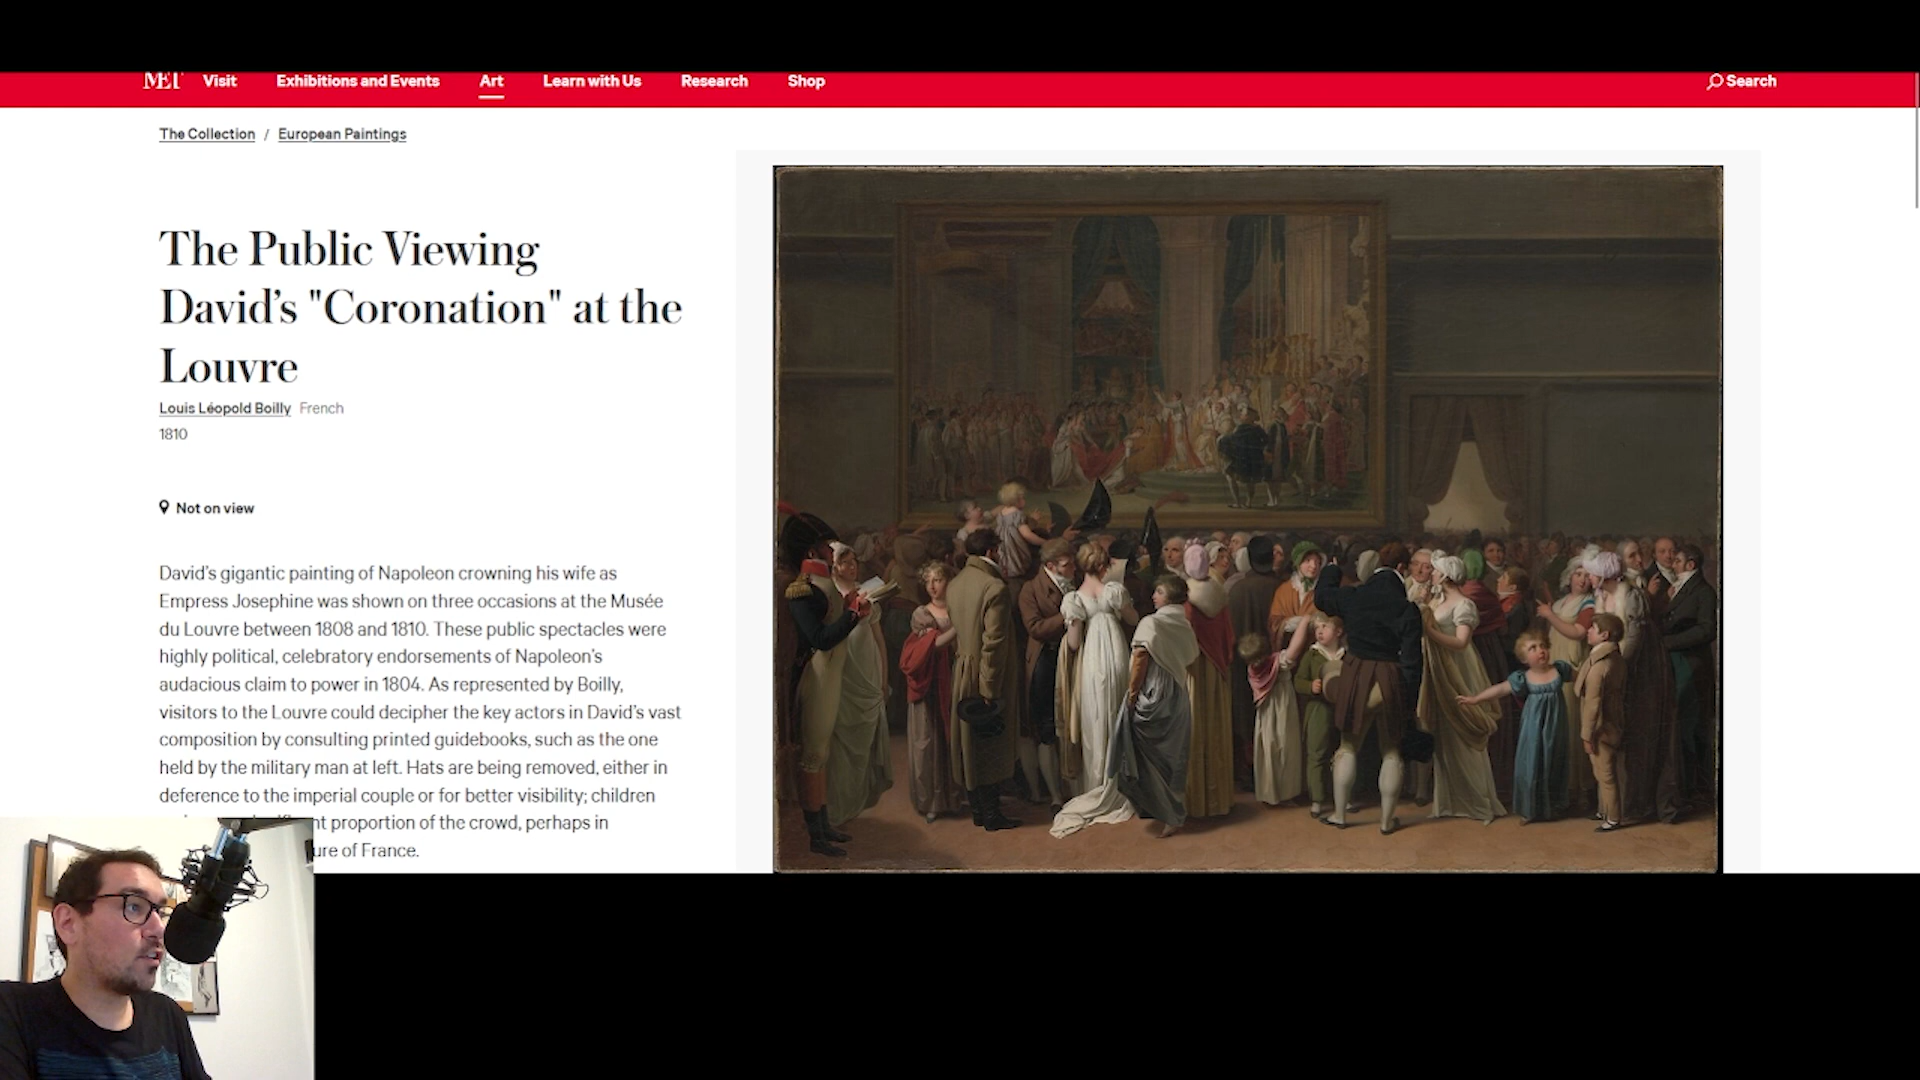 MET Visit Exhibitions and Events Art Learn with Us Research Shop Search
The Collection / European Paintings
The Public Viewing
David’s "Coronation" at the
Louvre
Louis Léopold Boilly French
1810
Not on view
David’s gigantic painting of Napoleon crowning his wife as
Empress Josephine was shown on three occasions at the Musée
du Louvre between 1808 and 1810. These public spectacles were
highly political, celebratory endorsements of Napoleon’s
audacious claim to power in 1804. As represented by Boilly,
visitors to the Louvre could decipher the key actors in David’s vast
composition by consulting printed guidebooks, such as the one
held by the military man at left. Hats are being removed, either in
deference to the imperial couple or for better visibility; children
proportion of the crowd, perhaps in
of France.